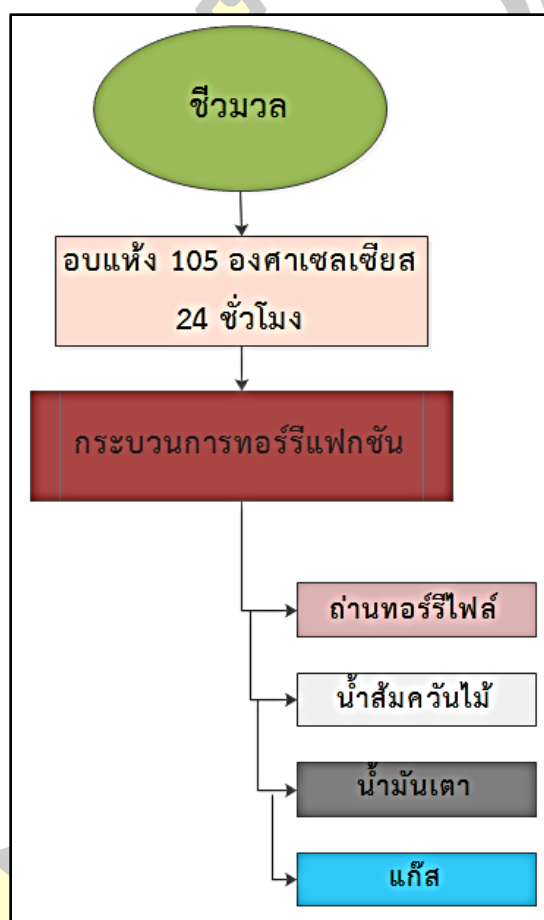 ชีวมวล
อบแห้ง 105 องศาเซลเซียส
24 ชั่วโมง
กระบวนการทอร์รีแฟกชัน
ถ่านทอร์รีไฟล์
น้ำส้มควันไม้
น้ำมันเตา
แก๊ส